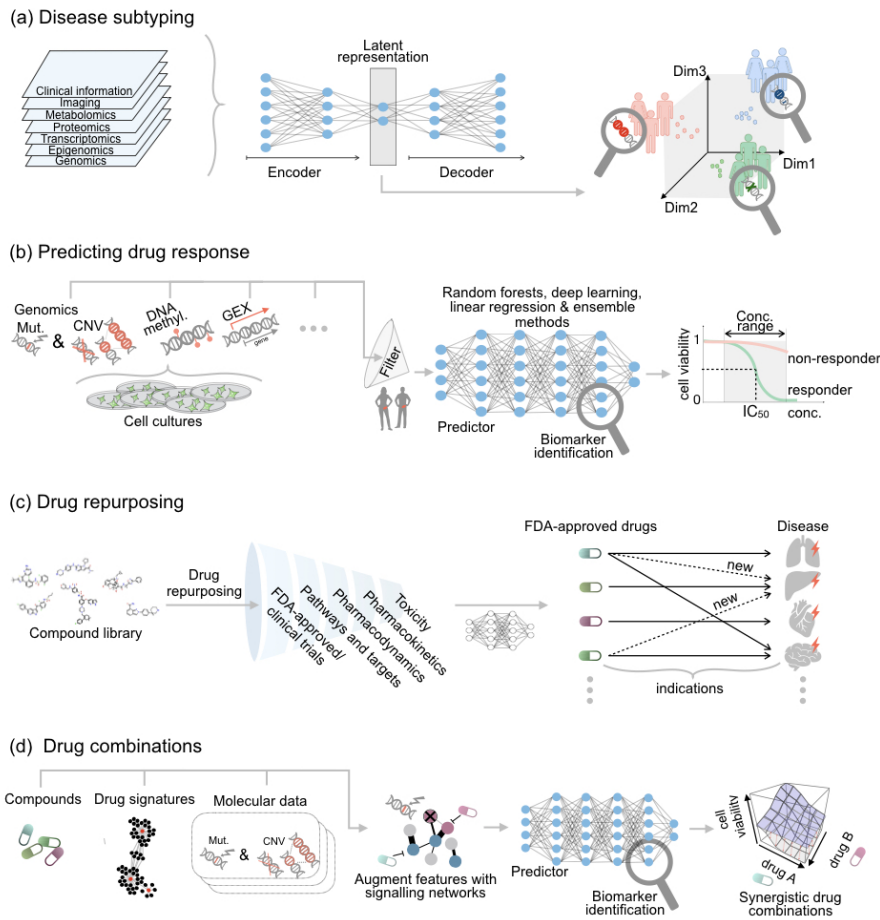 (a) Disease subtyping
Clinical information
Imaging
Metabolomics
Proteomics
Transcriptomics
Epigenomics
Genomics
Latent
representation
Encoder
Decoder
Dim3
Dim1
Dim2
(b) Predicting drug response
Genomics
Mut.
&
CNV
DNA
methyl.
GEX
gene
Cell cultures
Filter
Random forests, deep learning,
linear regression & ensemble
methods
Predictor
Biomarker
identification
Conc.
range
cell viability
1
0
non-responder
responder
IC50
conc.
(c) Drug repurposing
Compound library
Drug
repurposing
FDA-approved/
clinical trials
Pathways and targets
Pharmacodynamics
Pharmacokinetics
Toxicity
FDA-approved drugs
Disease
new
new
indications
(d) Drug combinations
Compounds
Drug signatures
Molecular data
Mut.
&
CNV
Augment features with
signalling networks
Predictor
Biomarker
identification
cell
viability
drug A
drug B
Synergistic drug
combinations